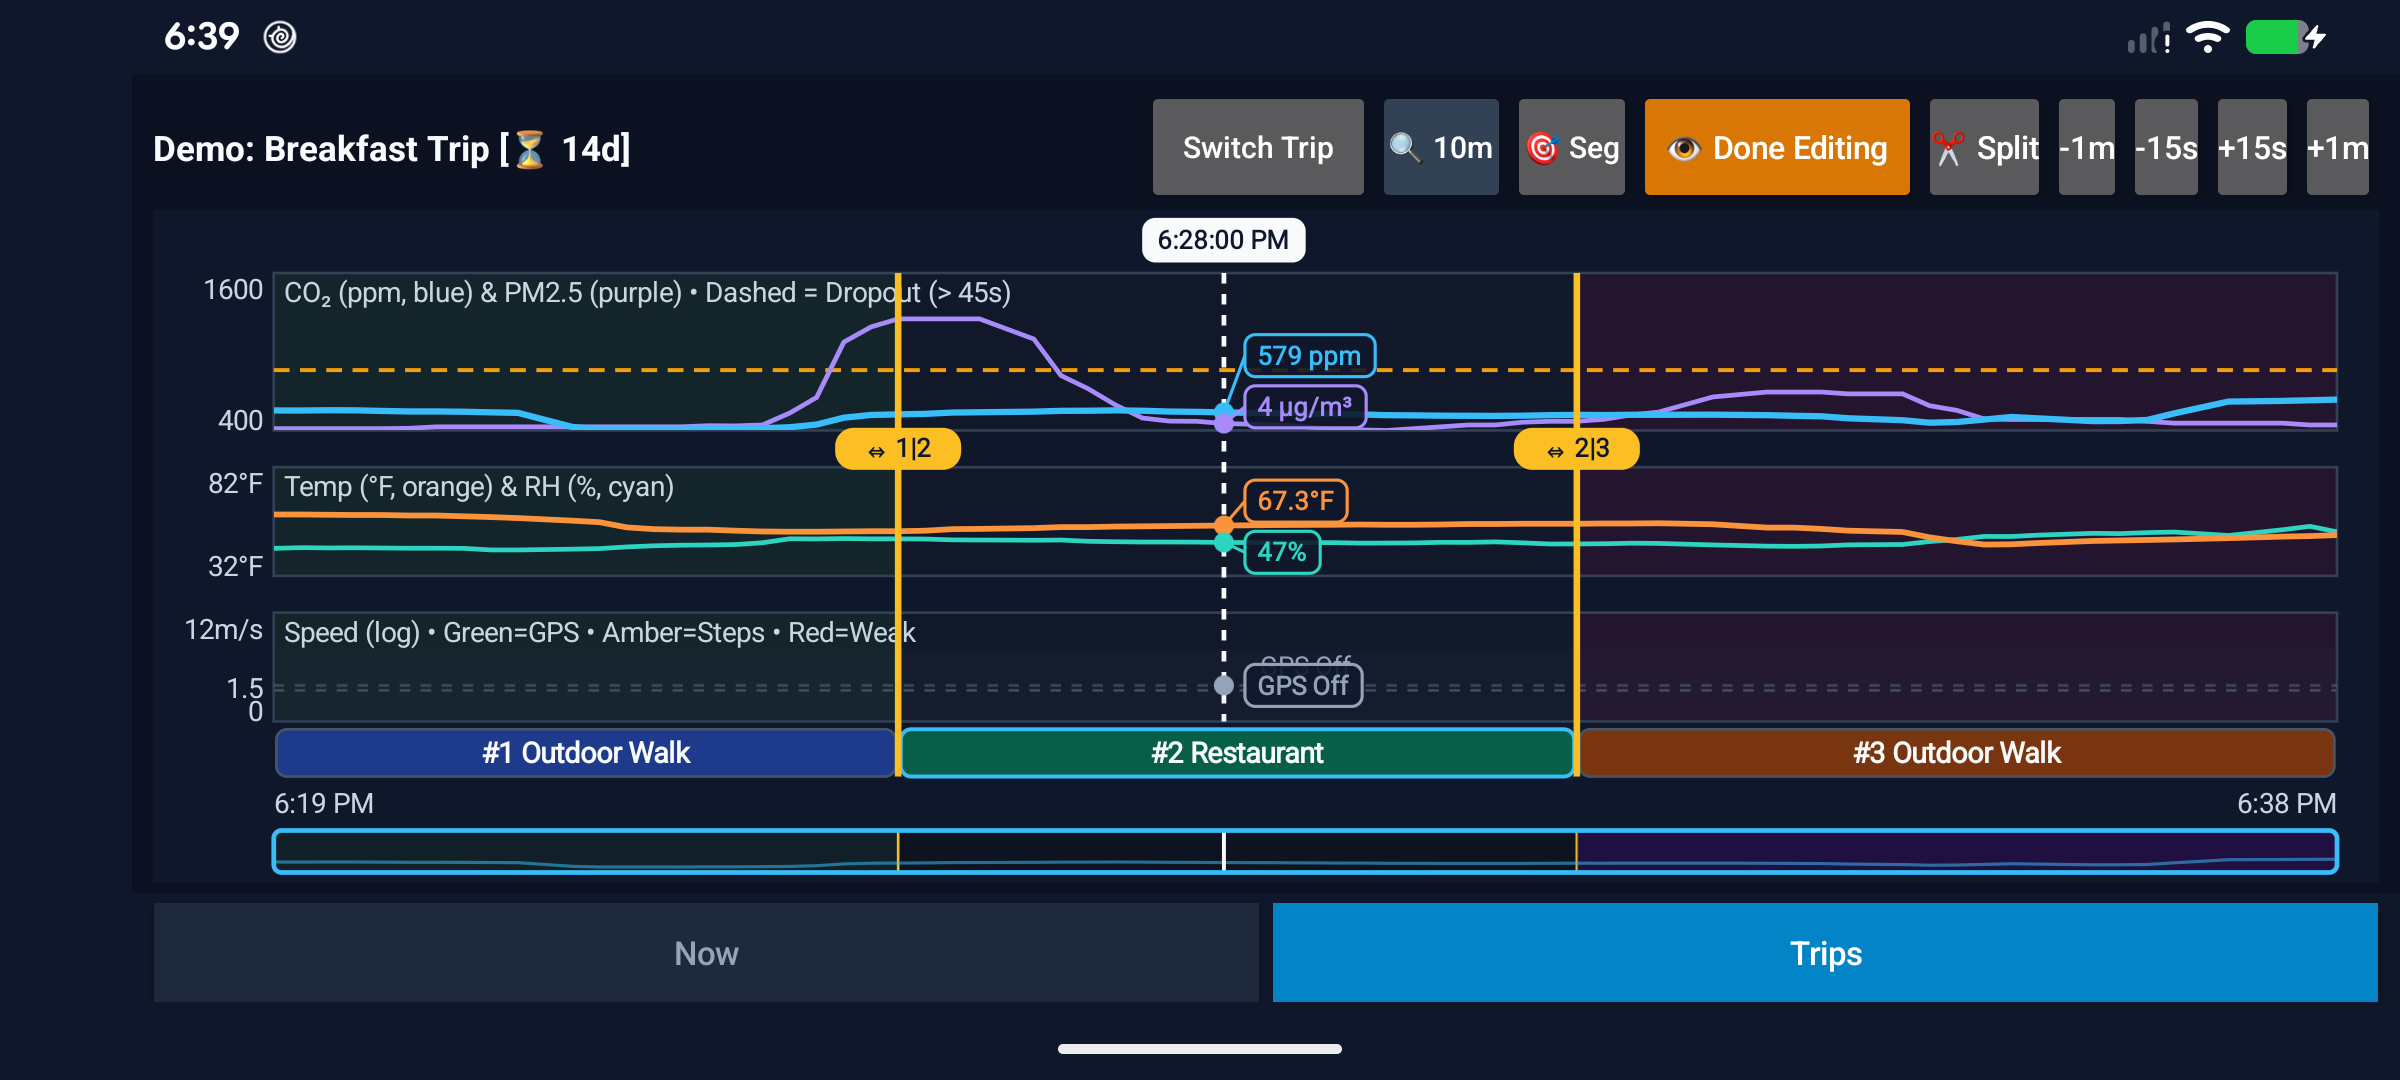 6:39
Demo: Breakfast Trip [⏳ 14d]
Switch Trip
🔍 10m
🎯 Seg
👁️ Done Editing
✂️ Split
-1m
-15s
+15s
+1m
6:28:00 PM
1600
CO₂ (ppm, blue) & PM2.5 (purple) • Dashed = Dropout (> 45s)
579 ppm
4 µg/m³
400
⇔ 1|2
⇔ 2|3
82°F
Temp (°F, orange) & RH (%, cyan)
67.3°F
47%
32°F
12m/s
Speed (log) • Green=GPS • Amber=Steps • Red=Weak
GPS Off
GPS Off
1.5
0
#1 Outdoor Walk
#2 Restaurant
#3 Outdoor Walk
6:19 PM
6:38 PM
Now
Trips